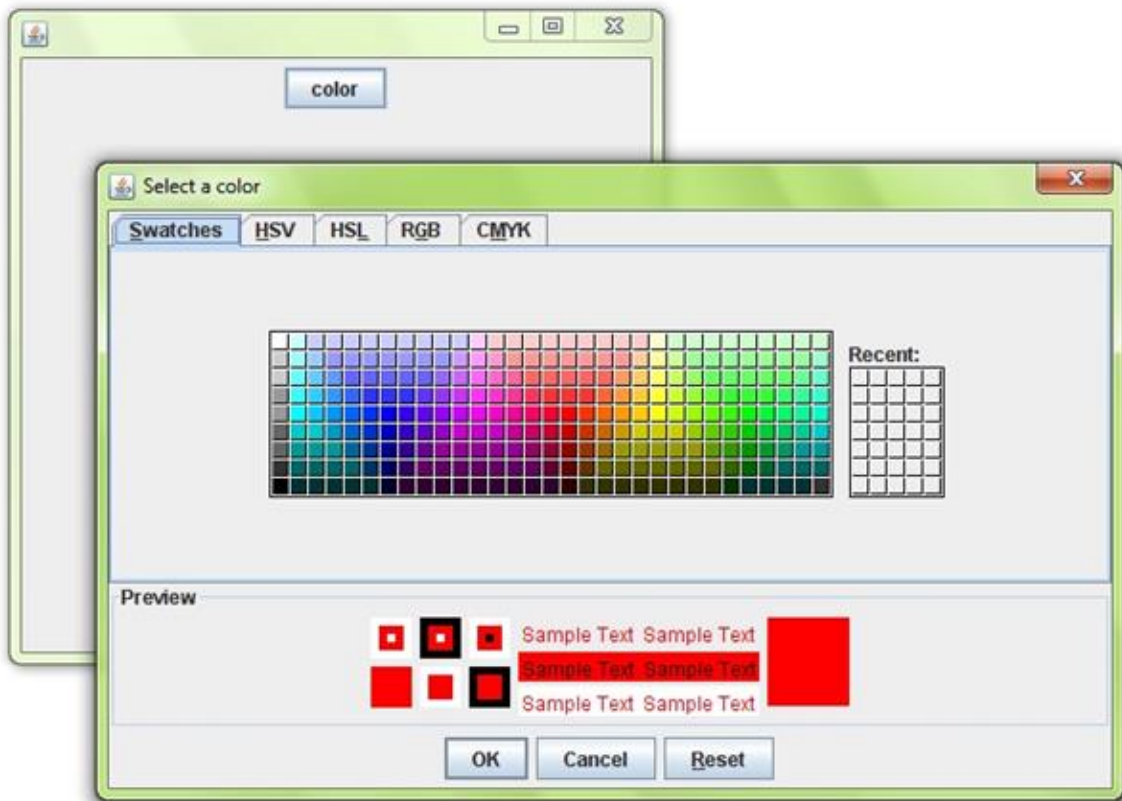 color
Select a color
Swatches HSV HSL RGB CMYK
Recent:
Preview
Sample Text Sample Text
Sample Text Sample Text
Sample Text Sample Text
OK Cancel Reset